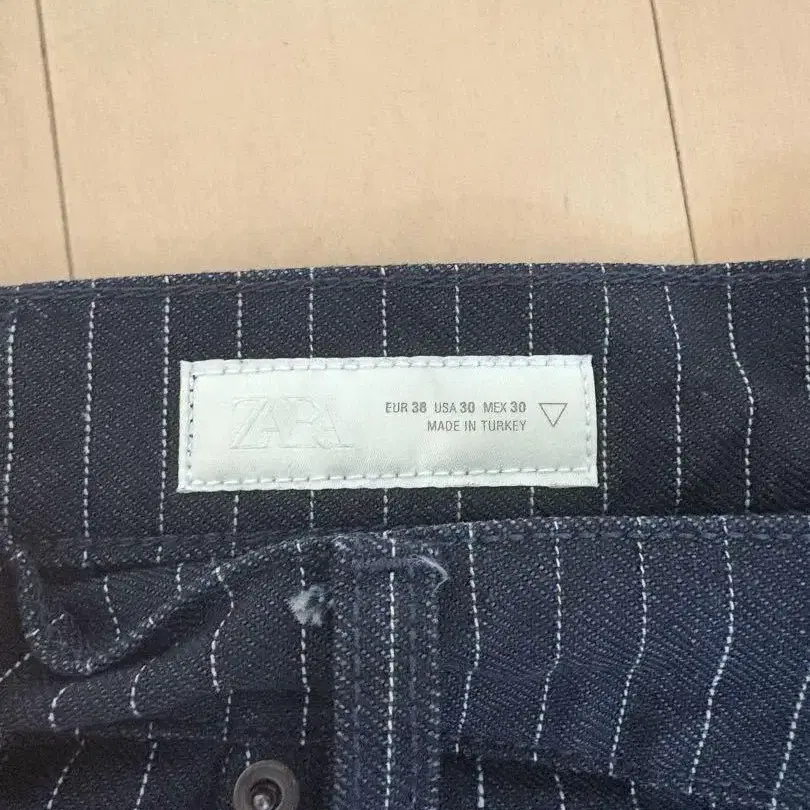 ZARA
EUR 38 USA 30 MEX 30
MADE IN TURKEY